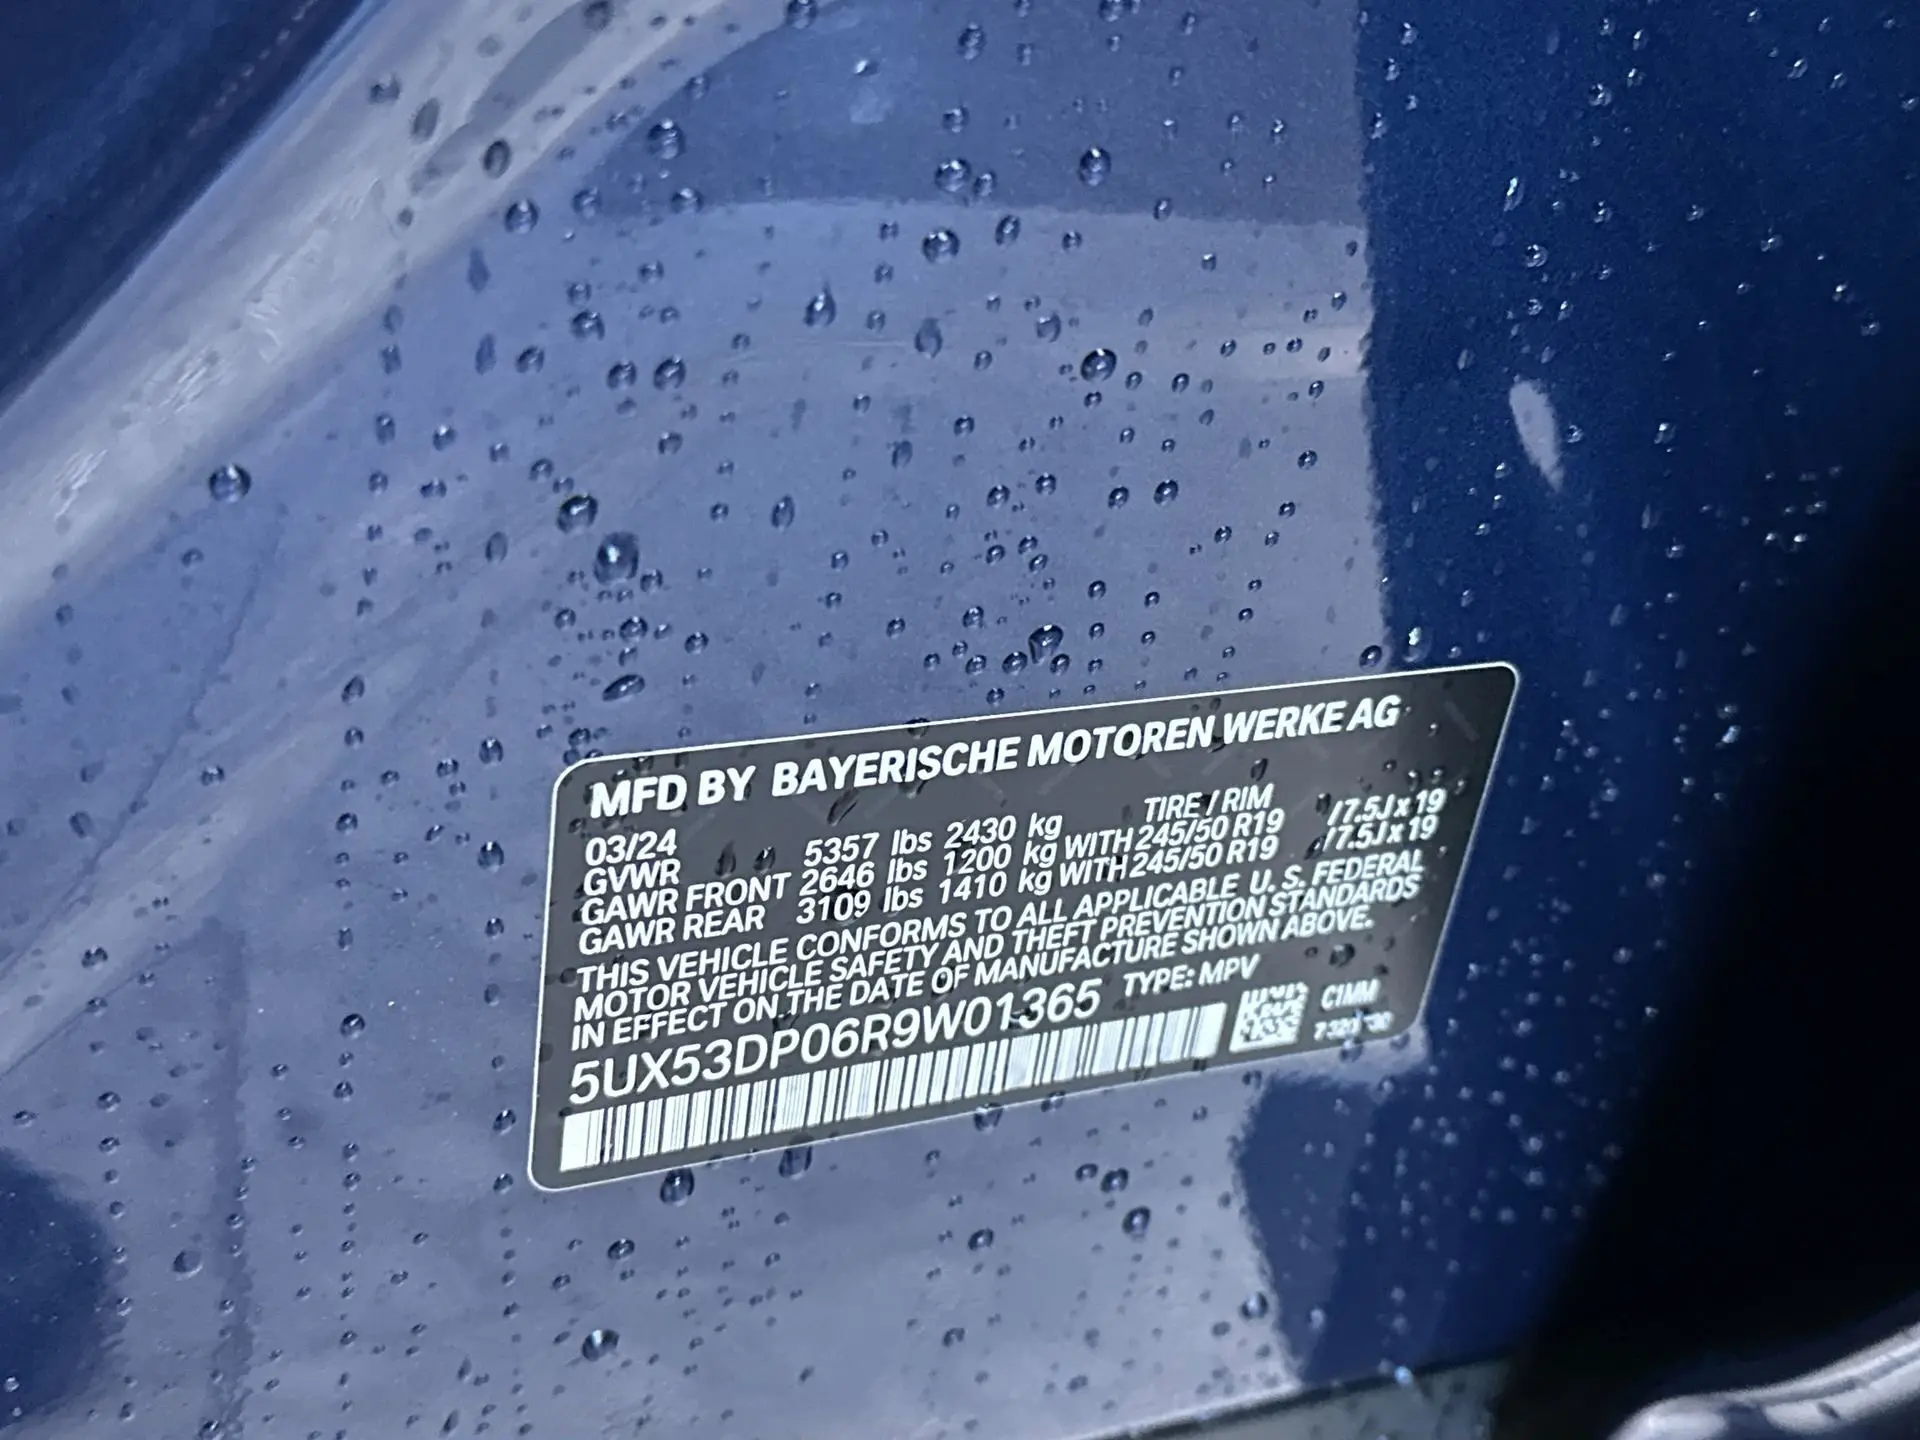 MFD BY BAYERISCHE MOTOREN WERKE AG
03/24 TIRE / RIM
GVWR 5357 lbs 2430 kg
GAWR FRONT 2646 lbs 1200 kg WITH 245/50 R19 /7.5J x 19
GAWR REAR 3109 lbs 1410 kg WITH 245/50 R19 /7.5J x 19
THIS VEHICLE CONFORMS TO ALL APPLICABLE U.S. FEDERAL
MOTOR VEHICLE SAFETY AND THEFT PREVENTION STANDARDS
IN EFFECT ON THE DATE OF MANUFACTURE SHOWN ABOVE.
5UX53DP06R9W01365 TYPE: MPV
C1MM